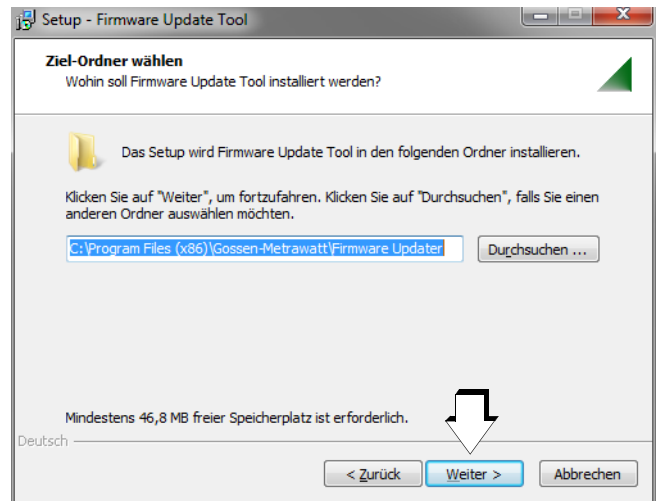 Setup - Firmware Update Tool
Ziel-Ordner wählen
Wohin soll Firmware Update Tool installiert werden?
Das Setup wird Firmware Update Tool in den folgenden Ordner installieren.
Klicken Sie auf "Weiter", um fortzufahren. Klicken Sie auf "Durchsuchen", falls Sie einen
anderen Ordner auswählen möchten.
C:\Program Files (x86)\Gossen-Metrawatt\Firmware Updater Durchsuchen ...
Mindestens 46,8 MB freier Speicherplatz ist erforderlich.
Deutsch
< Zurück Weiter > Abbrechen